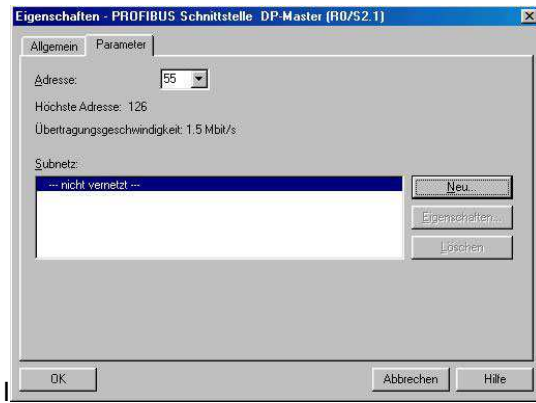 Eigenschaften - PROFIBUS Schnittstelle DP-Master (R0/S2.1)
Allgemein Parameter
Adresse: 55
Höchste Adresse: 126
Übertragungsgeschwindigkeit: 1.5 Mbit/s
Subnetz:
--- nicht vernetzt ---
Neu...
Eigenschaften...
Löschen
OK Abbrechen Hilfe